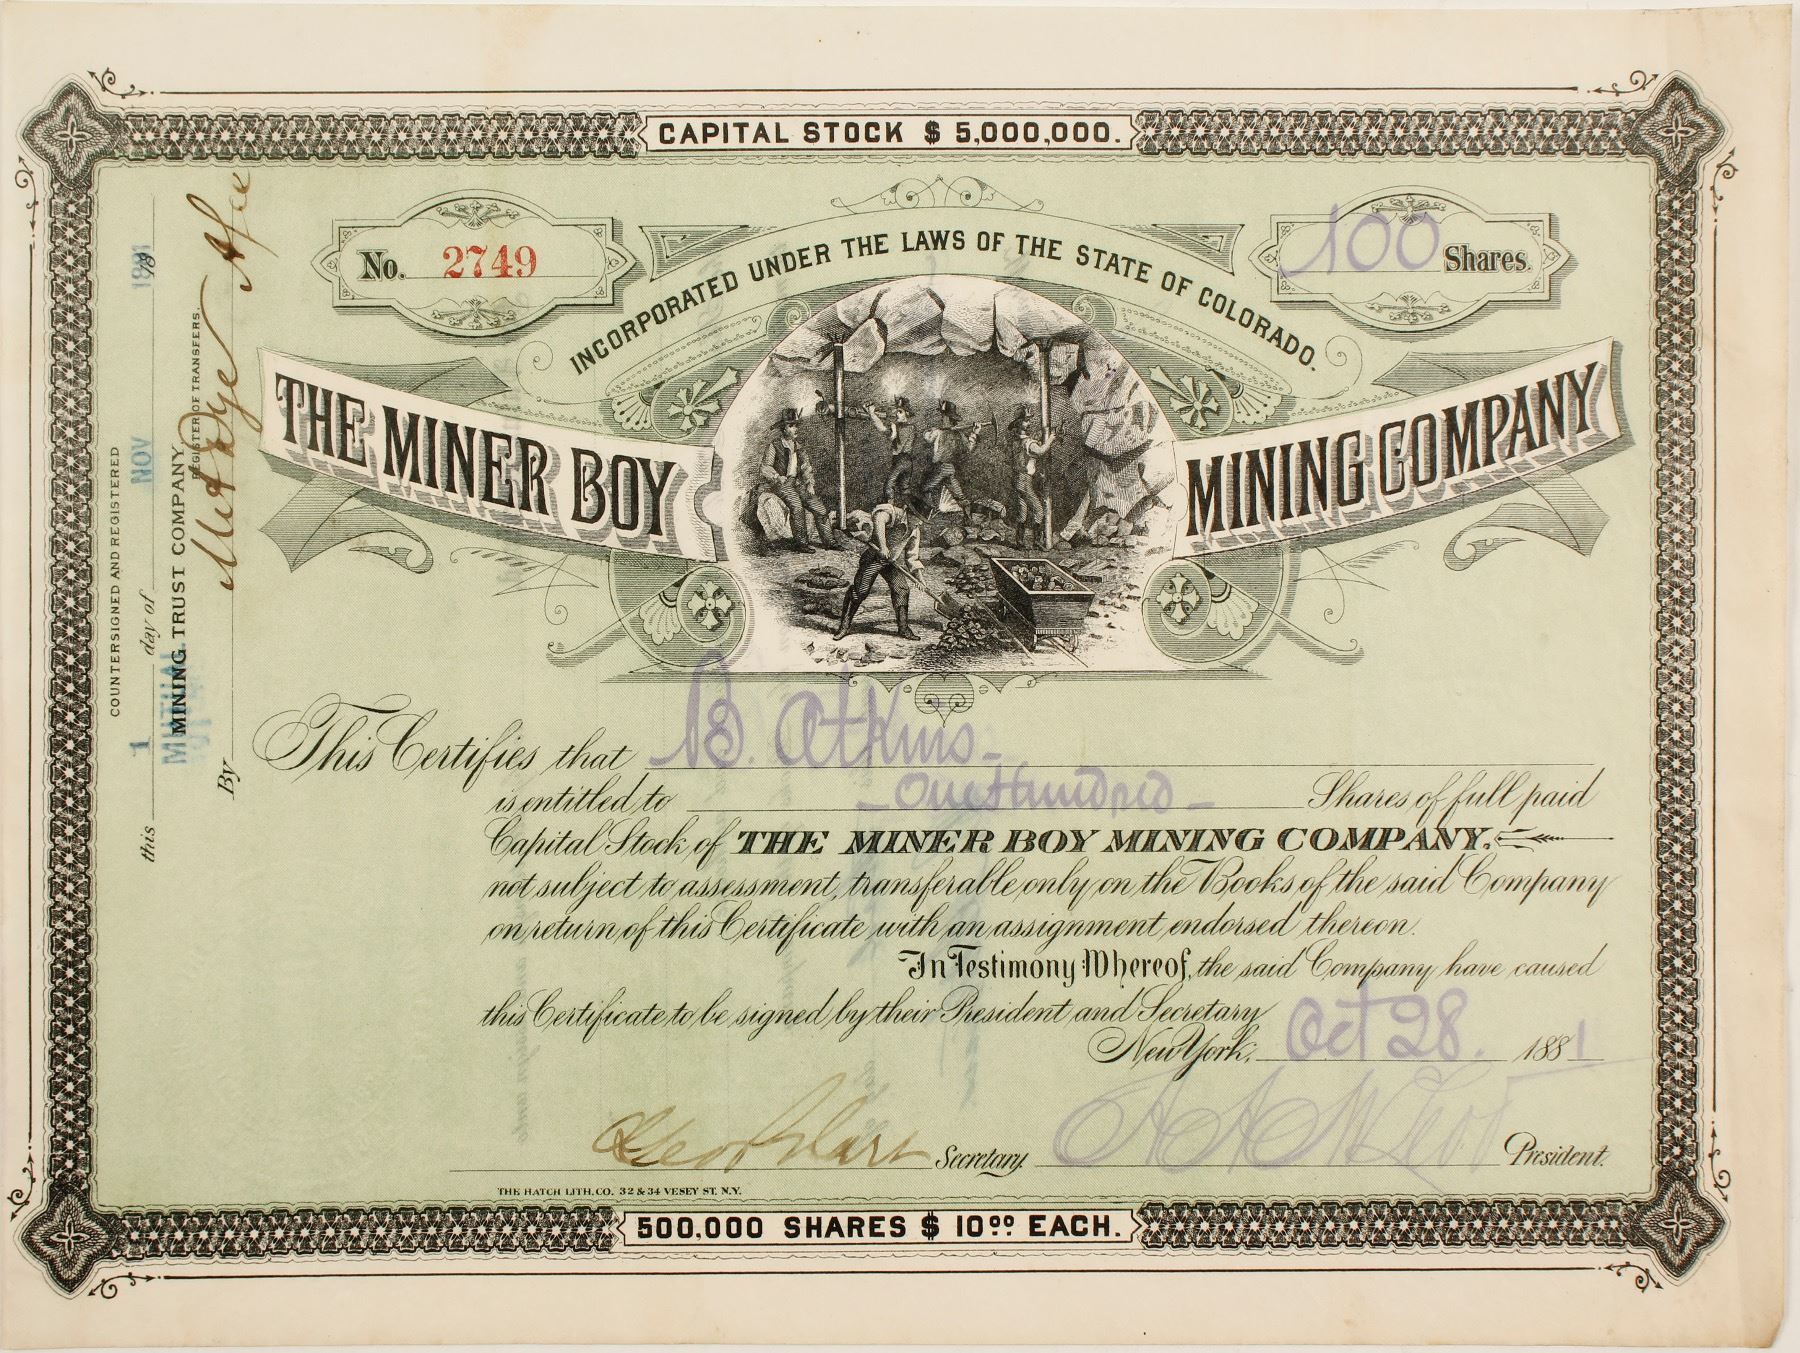 CAPITAL STOCK $ 5,000,000.
No. 2749
INCORPORATED UNDER THE LAWS OF THE STATE OF COLORADO.
100 Shares.
THE MINER BOY MINING COMPANY
This Certifies that B. Atkins
is entitled to One Hundred Shares of full paid
Capital Stock of THE MINER BOY MINING COMPANY.
not subject to assessment, transferable only on the Books of the said Company
on return of this Certificate with an assignment endorsed thereon.
In Testimony Whereof, the said Company have caused
this Certificate to be signed by their President and Secretary
New York, Oct 28. 1881
Secretary.
President.
THE HATCH LITH. CO. 32 & 34 VESEY ST. N.Y.
500,000 SHARES $ 10 00 EACH.
COUNTERSIGNED AND REGISTERED
this 1 day of NOV
MINING TRUST COMPANY,
REGISTER OF TRANSFERS.
By